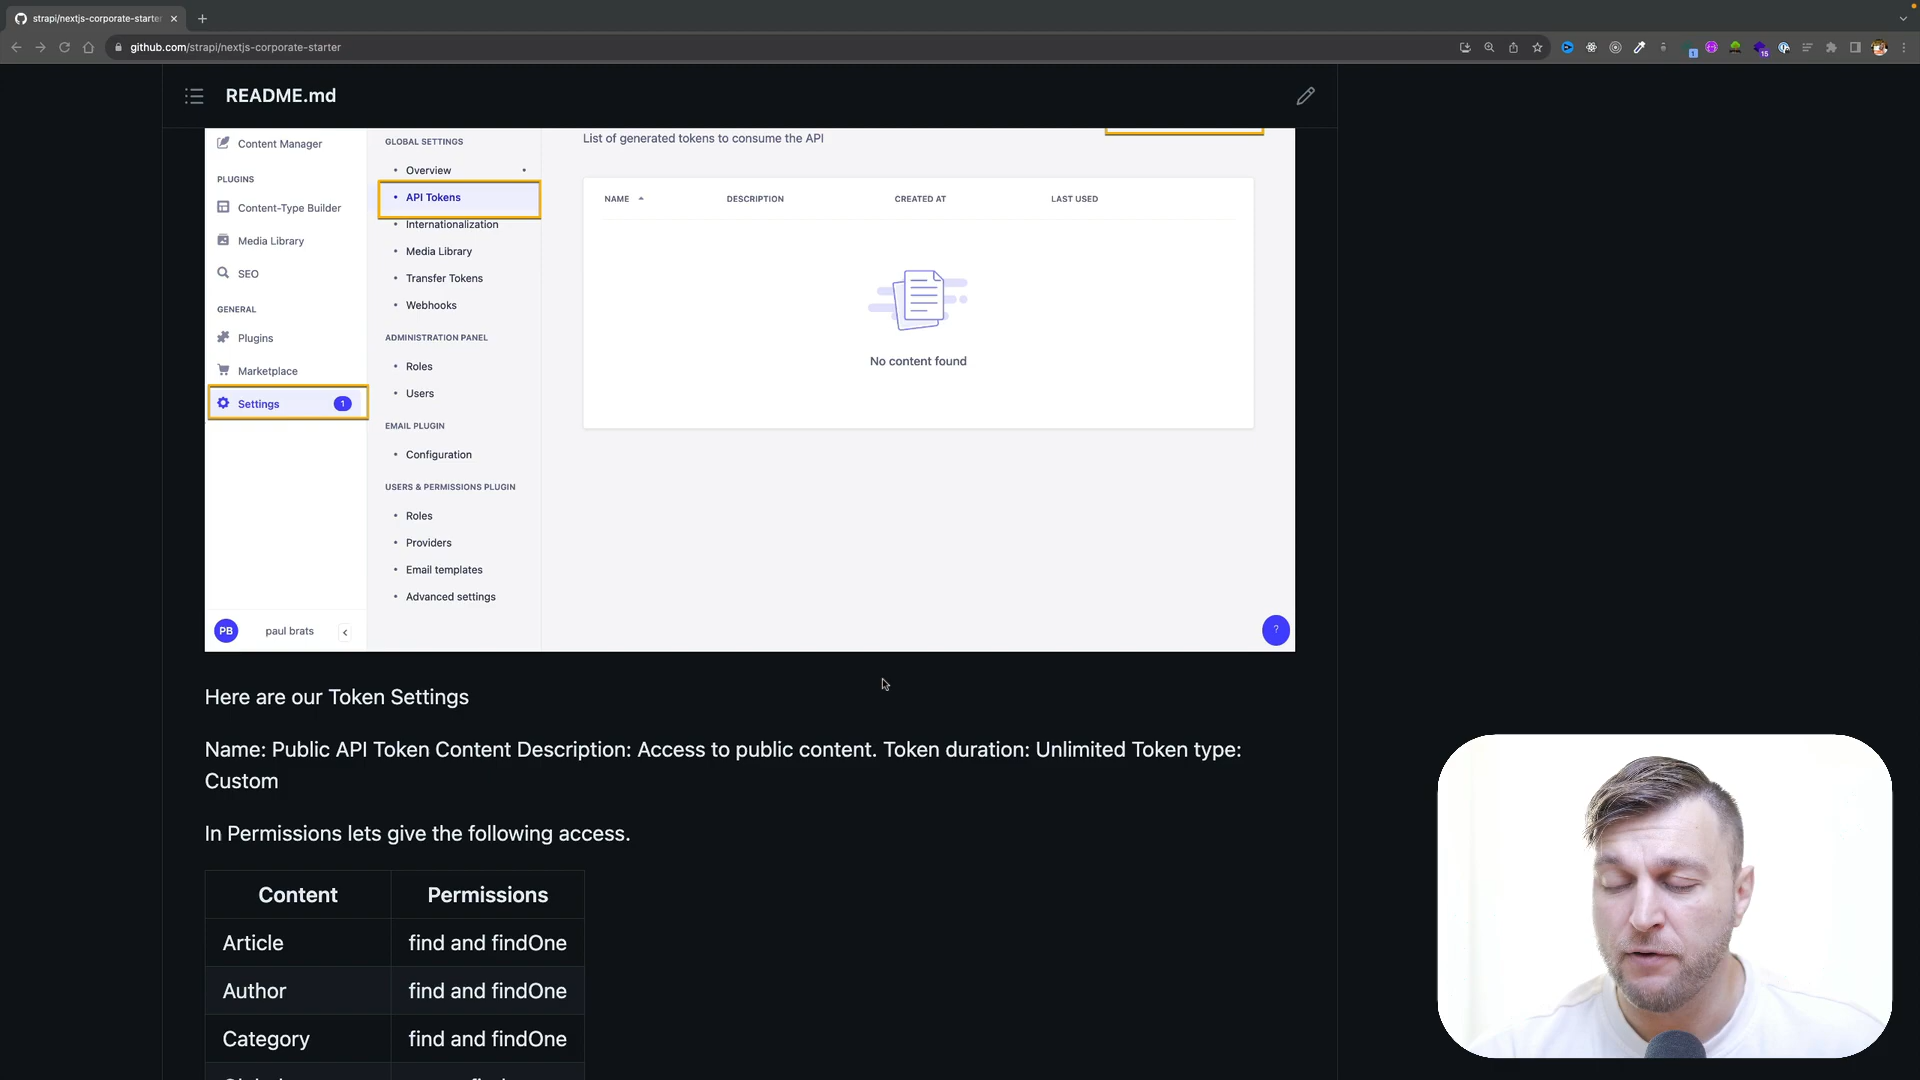 strapi/nextjs-corporate-starter
github.com/strapi/nextjs-corporate-starter
1
15
README.md
Content Manager
PLUGINS
Content-Type Builder
Media Library
SEO
GENERAL
Plugins
Marketplace
Settings
1
PB
paul brats
GLOBAL SETTINGS
Overview
API Tokens
Internationalization
Media Library
Transfer Tokens
Webhooks
ADMINISTRATION PANEL
Roles
Users
EMAIL PLUGIN
Configuration
USERS & PERMISSIONS PLUGIN
Roles
Providers
Email templates
Advanced settings
List of generated tokens to consume the API
NAME DESCRIPTION CREATED AT LAST USED
No content found
?
Here are our Token Settings
Name: Public API Token Content Description: Access to public content. Token duration: Unlimited Token type:
Custom
In Permissions lets give the following access.
Content Permissions
Article find and findOne
Author find and findOne
Category find and findOne